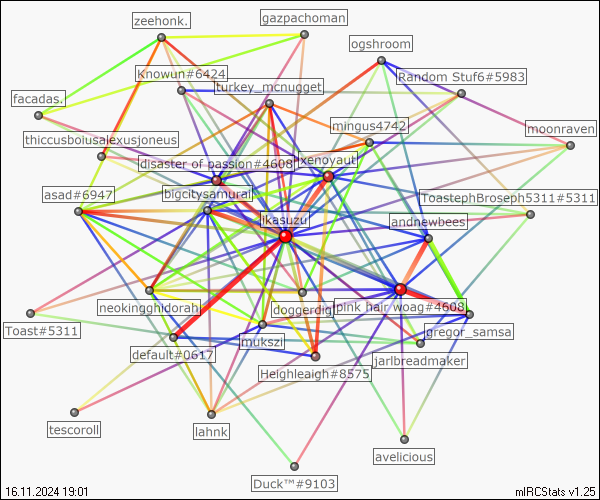 zeehonk.
gazpachoman
ogshroom
Knowun#6424
Random Stuf6#5983
turkey_mcnugget
facadas.
mingus4742
moonraven
thiccusboiusalexusjoneus
disaster of passion#4608
xenoyaut
asad#6947
bigcitysamurai
ToastephBroseph5311#5311
ikasuzu
andnewbees
neokingghidorah
doggerdigi
pink hair woag#4608
Toast#5311
gregor_samsa
mukszi
default#0617
jarlbreadmaker
Heighleaigh#8575
tescoroll
lahnk
avelicious
Duck™#9103
16.11.2024 19:01
mIRCStats v1.25